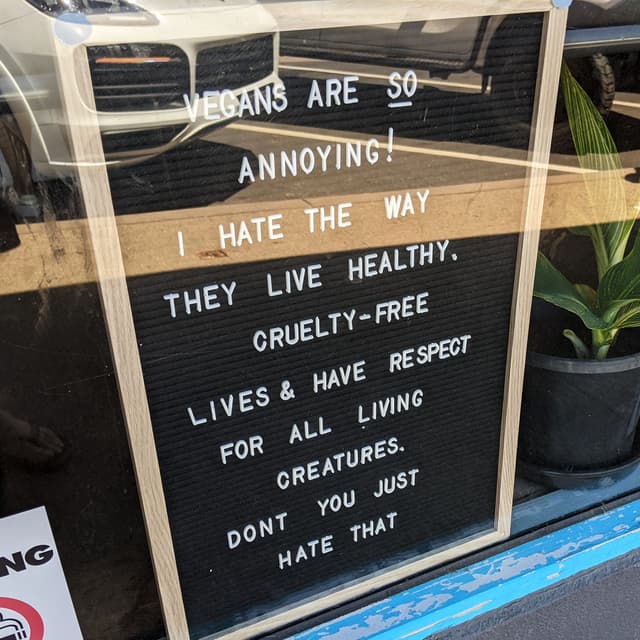 VEGANS ARE SO
ANNOYING!
I HATE THE WAY
THEY LIVE HEALTHY,
CRUELTY-FREE
LIVES & HAVE RESPECT
FOR ALL LIVING
CREATURES.
DONT YOU JUST
HATE THAT
NG